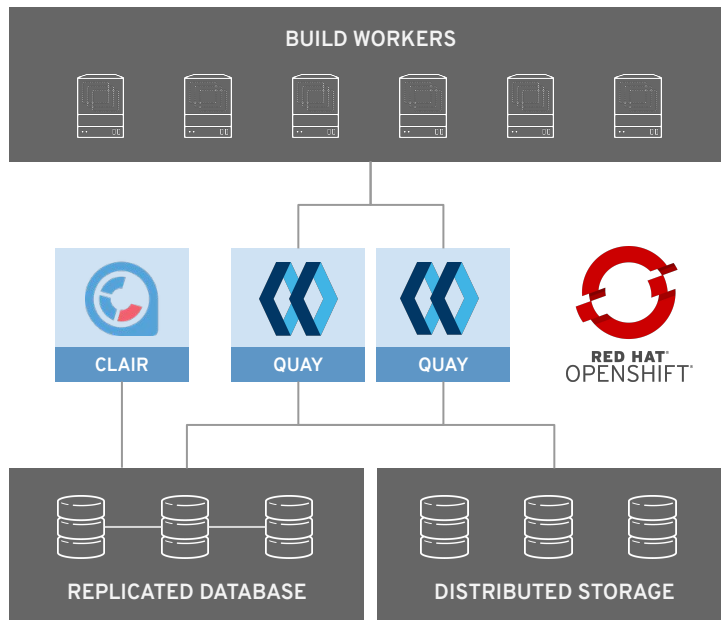 BUILD WORKERS
CLAIR
QUAY
QUAY
RED HAT®
OPENSHIFT®
REPLICATED DATABASE
DISTRIBUTED STORAGE